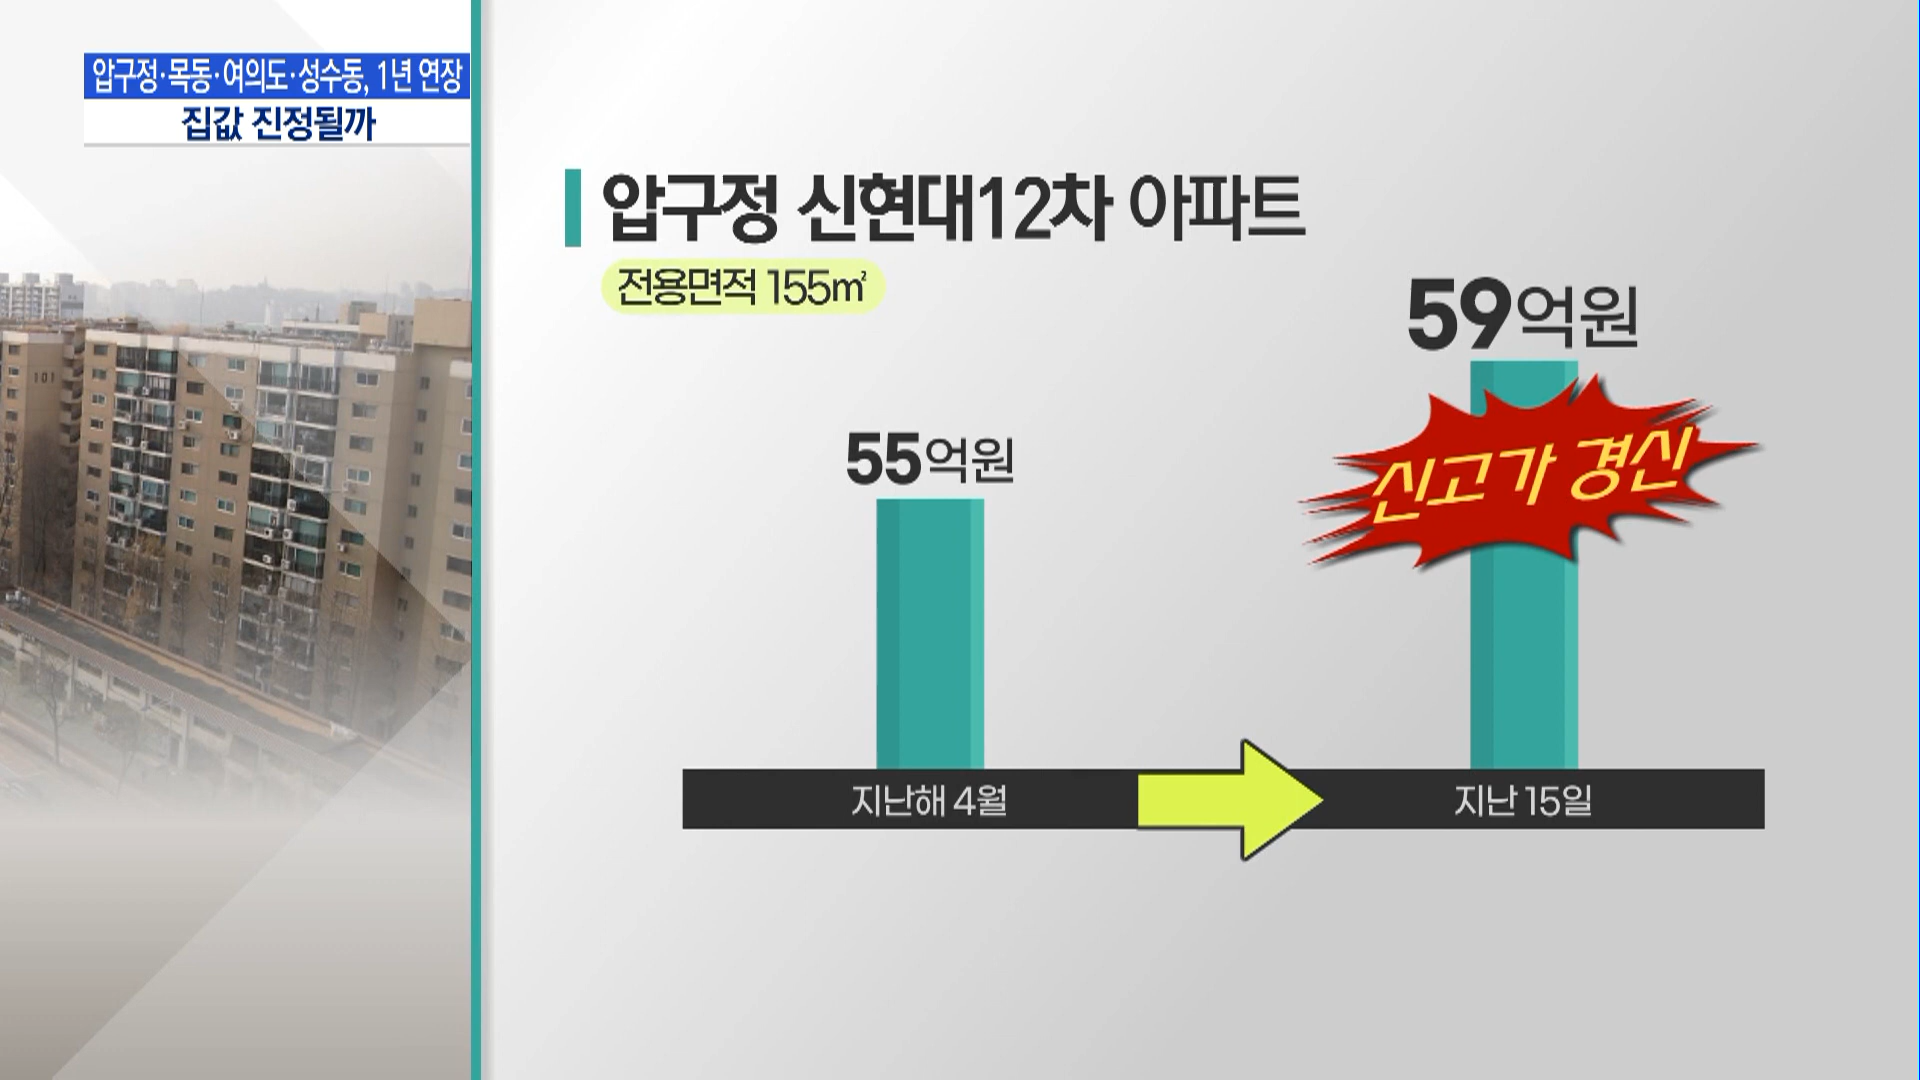 압구정·목동·여의도·성수동, 1년 연장
집값 진정될까
압구정 신현대12차 아파트
전용면적 155㎡
55억원
59억원
신고가 경신
지난해 4월
지난 15일
101